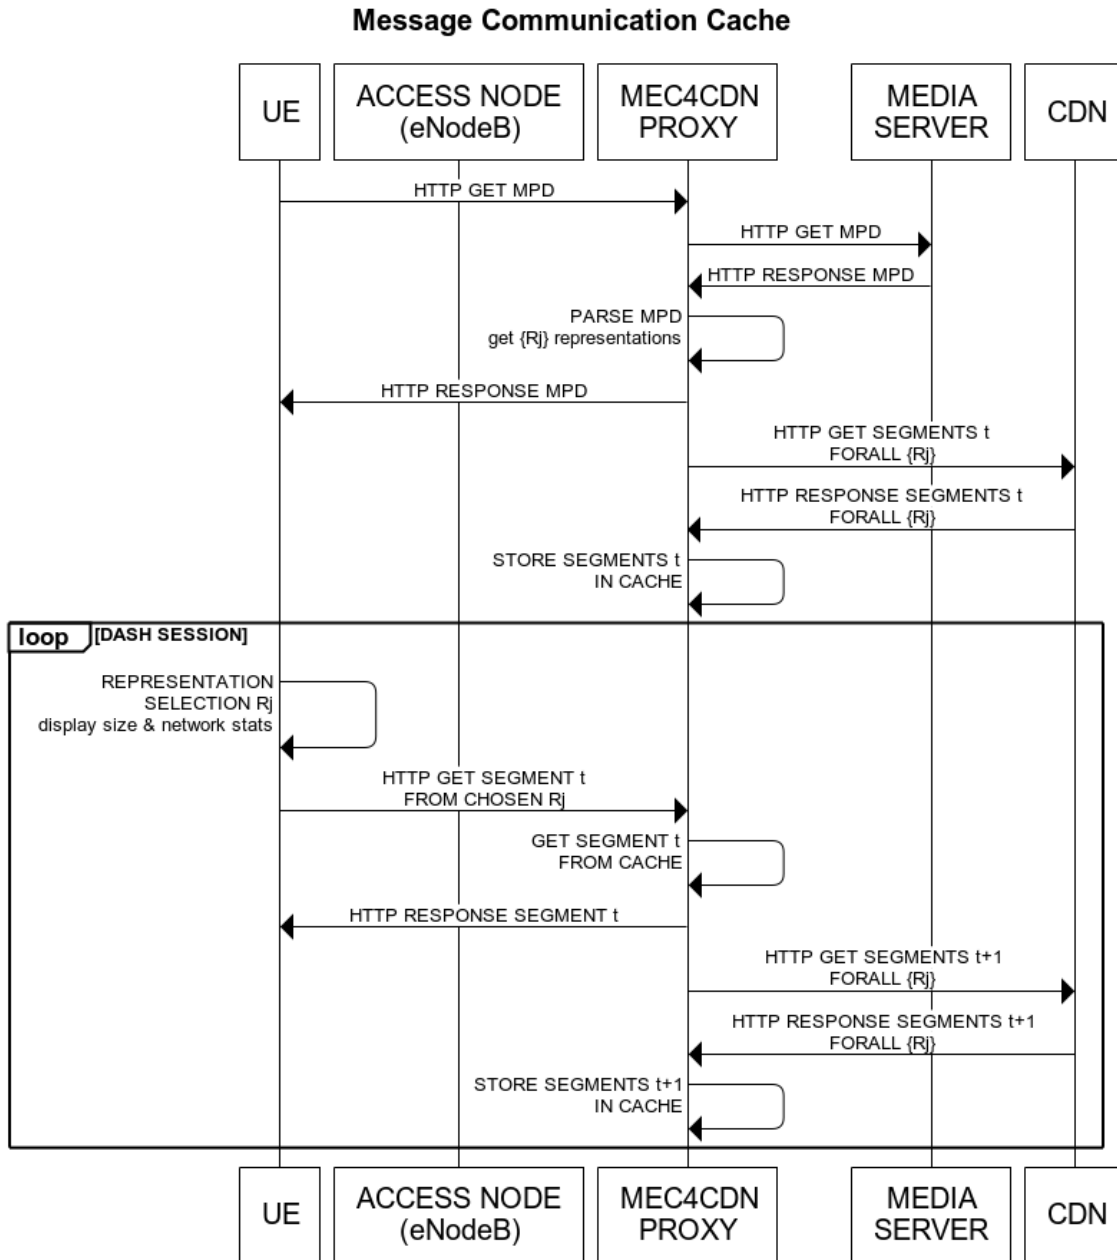 Message Communication Cache
UE
ACCESS NODE
(eNodeB)
MEC4CDN
PROXY
MEDIA
SERVER
CDN
HTTP GET MPD
HTTP GET MPD
HTTP RESPONSE MPD
PARSE MPD
get {Rj} representations
HTTP RESPONSE MPD
HTTP GET SEGMENTS t
FORALL {Rj}
HTTP RESPONSE SEGMENTS t
FORALL {Rj}
STORE SEGMENTS t
IN CACHE
loop [DASH SESSION]
REPRESENTATION
SELECTION Rj
display size & network stats
HTTP GET SEGMENT t
FROM CHOSEN Rj
GET SEGMENT t
FROM CACHE
HTTP RESPONSE SEGMENT t
HTTP GET SEGMENTS t+1
FORALL {Rj}
HTTP RESPONSE SEGMENTS t+1
FORALL {Rj}
STORE SEGMENTS t+1
IN CACHE
UE
ACCESS NODE
(eNodeB)
MEC4CDN
PROXY
MEDIA
SERVER
CDN